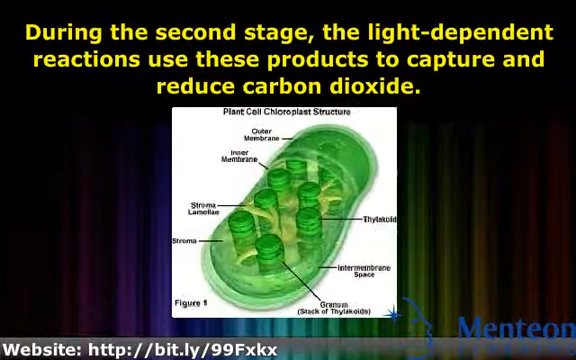 During the second stage, the light-dependent
reactions use these products to capture and
reduce carbon dioxide.
Plant Cell Chloroplast Structure
Outer
Membrane
Inner
Membrane
Stroma
Lamellae
Thylakoid
Stroma
Intermembrane
Space
Granum
(Stack of Thylakoids)
Figure 1
Menteon
Website: http://bit.ly/99Fxkx